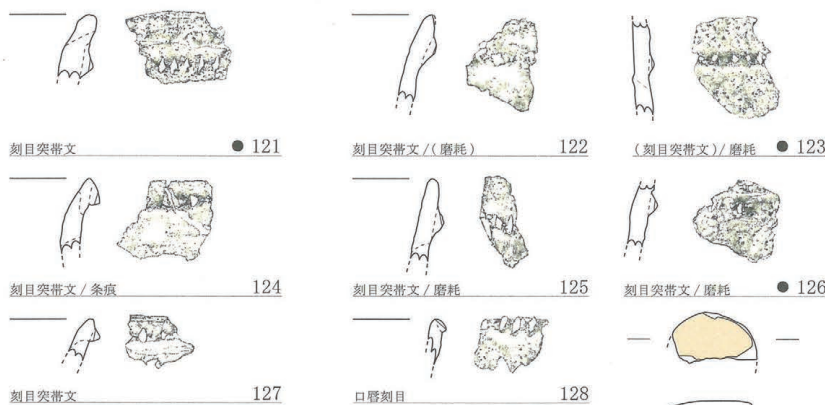 刻目突帯文 ● 121
刻目突帯文 / ( 磨耗 ) 122
( 刻目突帯文 ) / 磨耗 ● 123
刻目突帯文 / 条痕 124
刻目突帯文 / 磨耗 125
刻目突帯文 / 磨耗 ● 126
刻目突帯文 127
口唇刻目 128